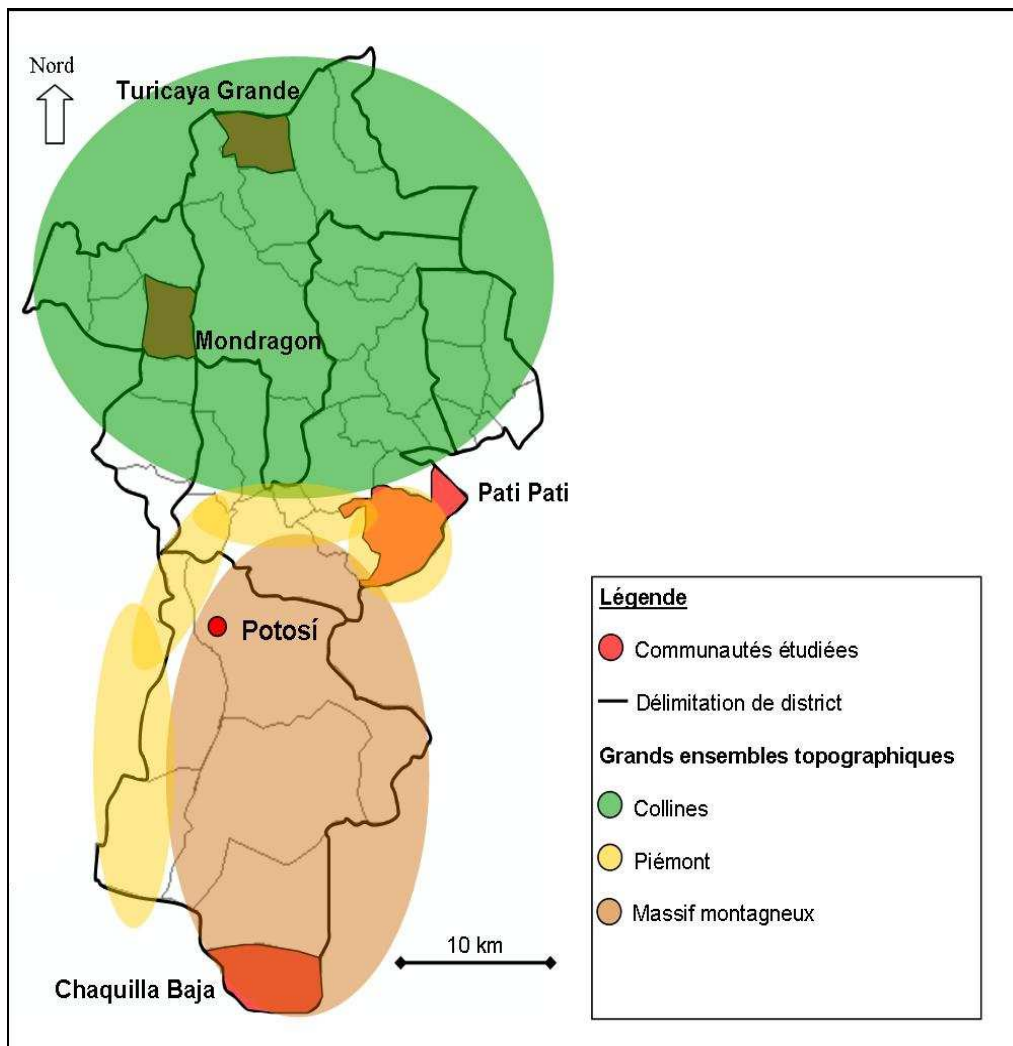 Nord
Turicaya Grande
Mondragon
Pati Pati
Potosí
Chaquilla Baja
10 km
Légende
Communautés étudiées
Délimitation de district
Grands ensembles topographiques
Collines
Piémont
Massif montagneux